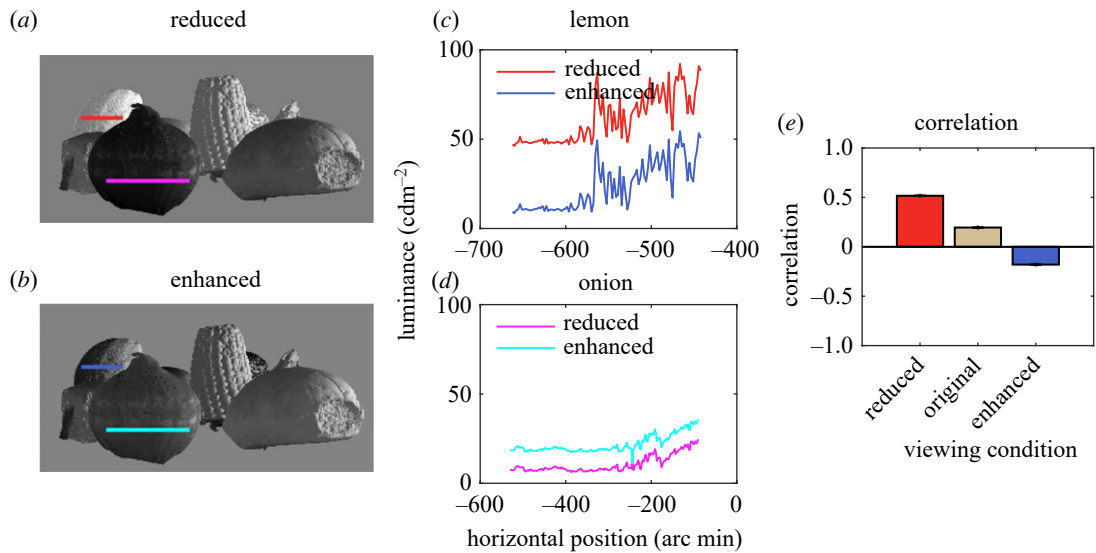 (a)
reduced
(b)
enhanced
(c)
lemon
100
50
0
reduced
enhanced
–700
–600
–500
–400
luminance (cdm–2)
(d)
onion
100
50
0
reduced
enhanced
–600
–400
–200
0
horizontal position (arc min)
(e)
correlation
1.0
0.5
0
–0.5
–1.0
correlation
reduced
original
enhanced
viewing condition